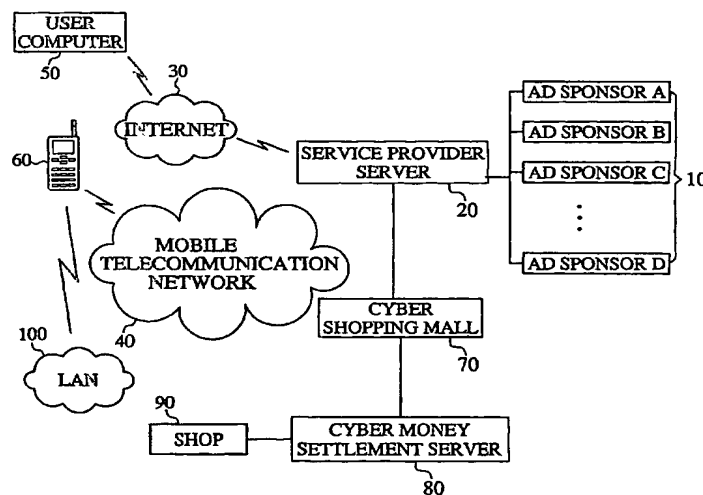 USER
COMPUTER
50
30
INTERNET
60
SERVICE PROVIDER
SERVER
20
AD SPONSOR A
AD SPONSOR B
AD SPONSOR C
AD SPONSOR D
10
MOBILE
TELECOMMUNICATION
NETWORK
40
100
LAN
CYBER
SHOPPING MALL
70
90
SHOP
CYBER MONEY
SETTLEMENT SERVER
80